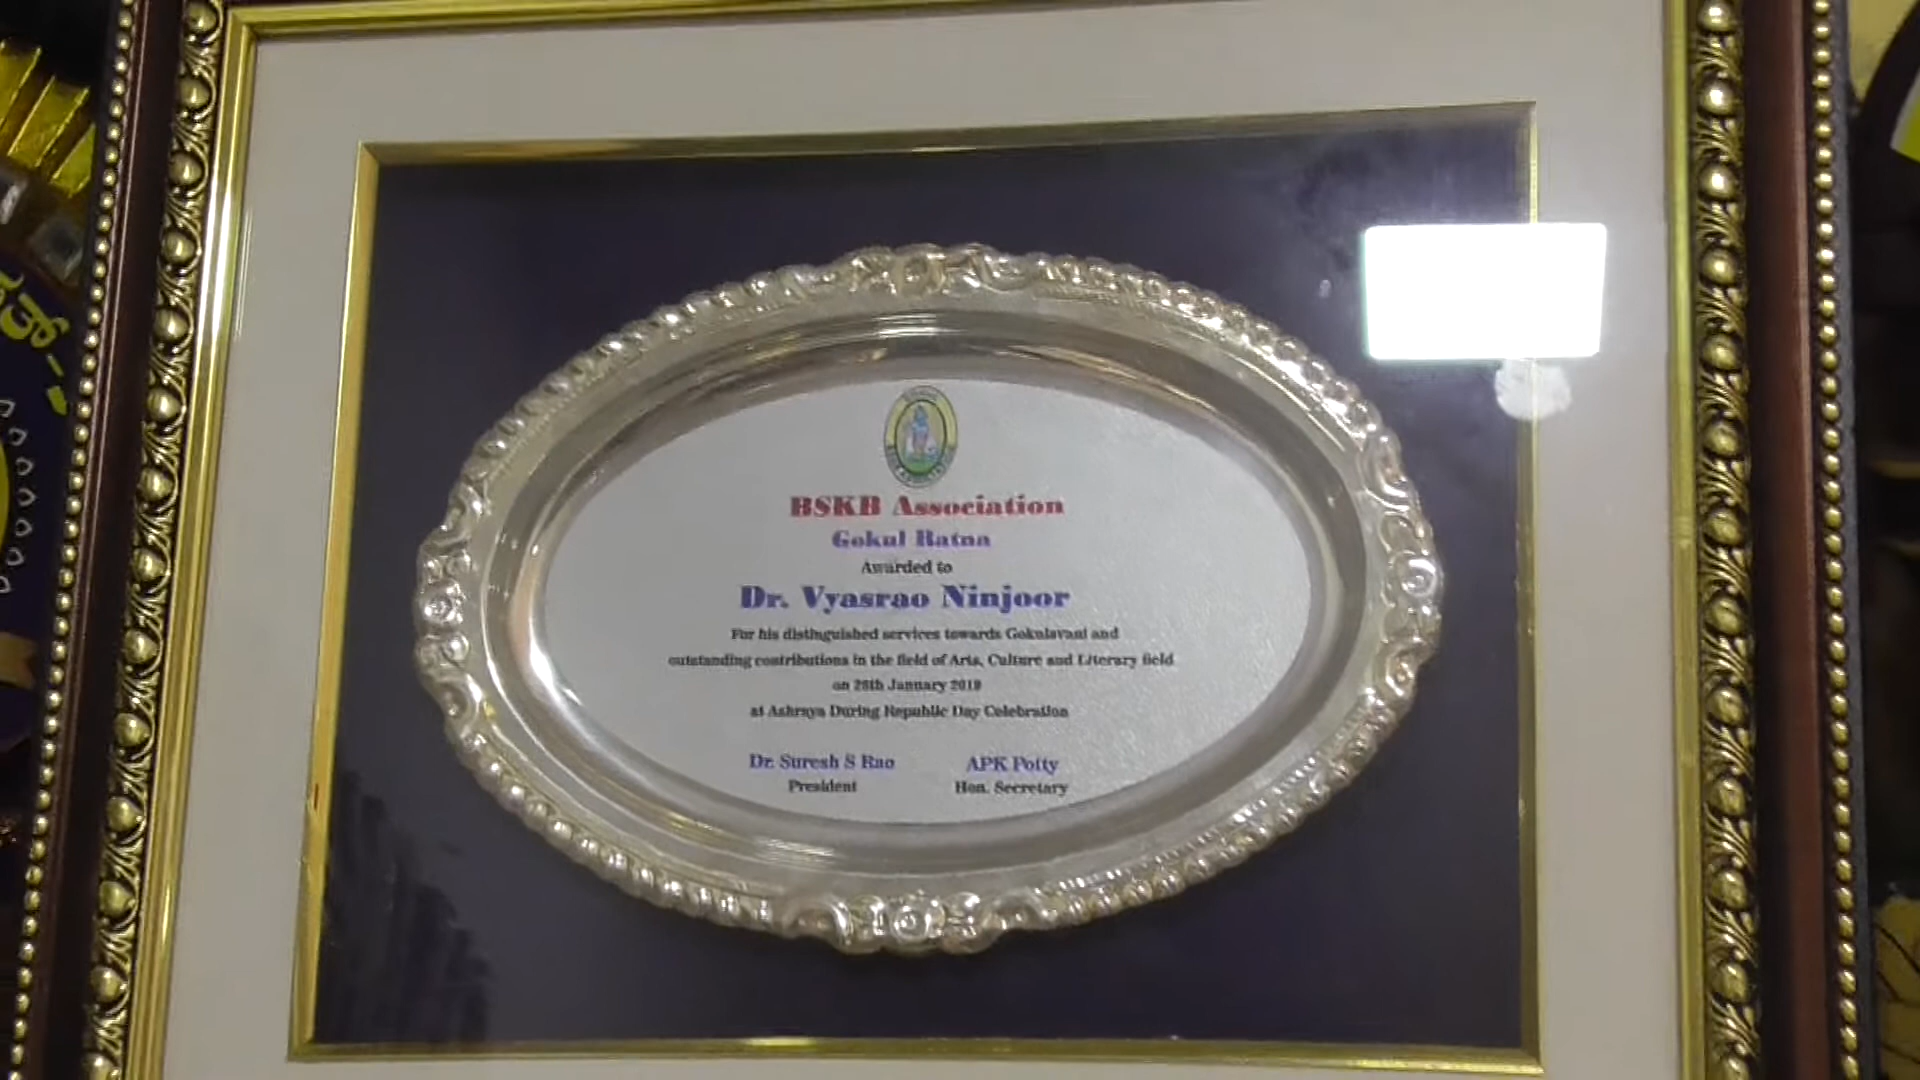 BSKB Association
Gokul Ratna
Awarded to
Dr. Vyasrao Ninjoor
For his distinguished services towards Gokulavani and
outstanding contributions in the field of Arts, Culture and Literary field
on 26th January 2019
at Ashraya During Republic Day Celebration
Dr. Suresh S Rao
APK Potty
President
Hon. Secretary